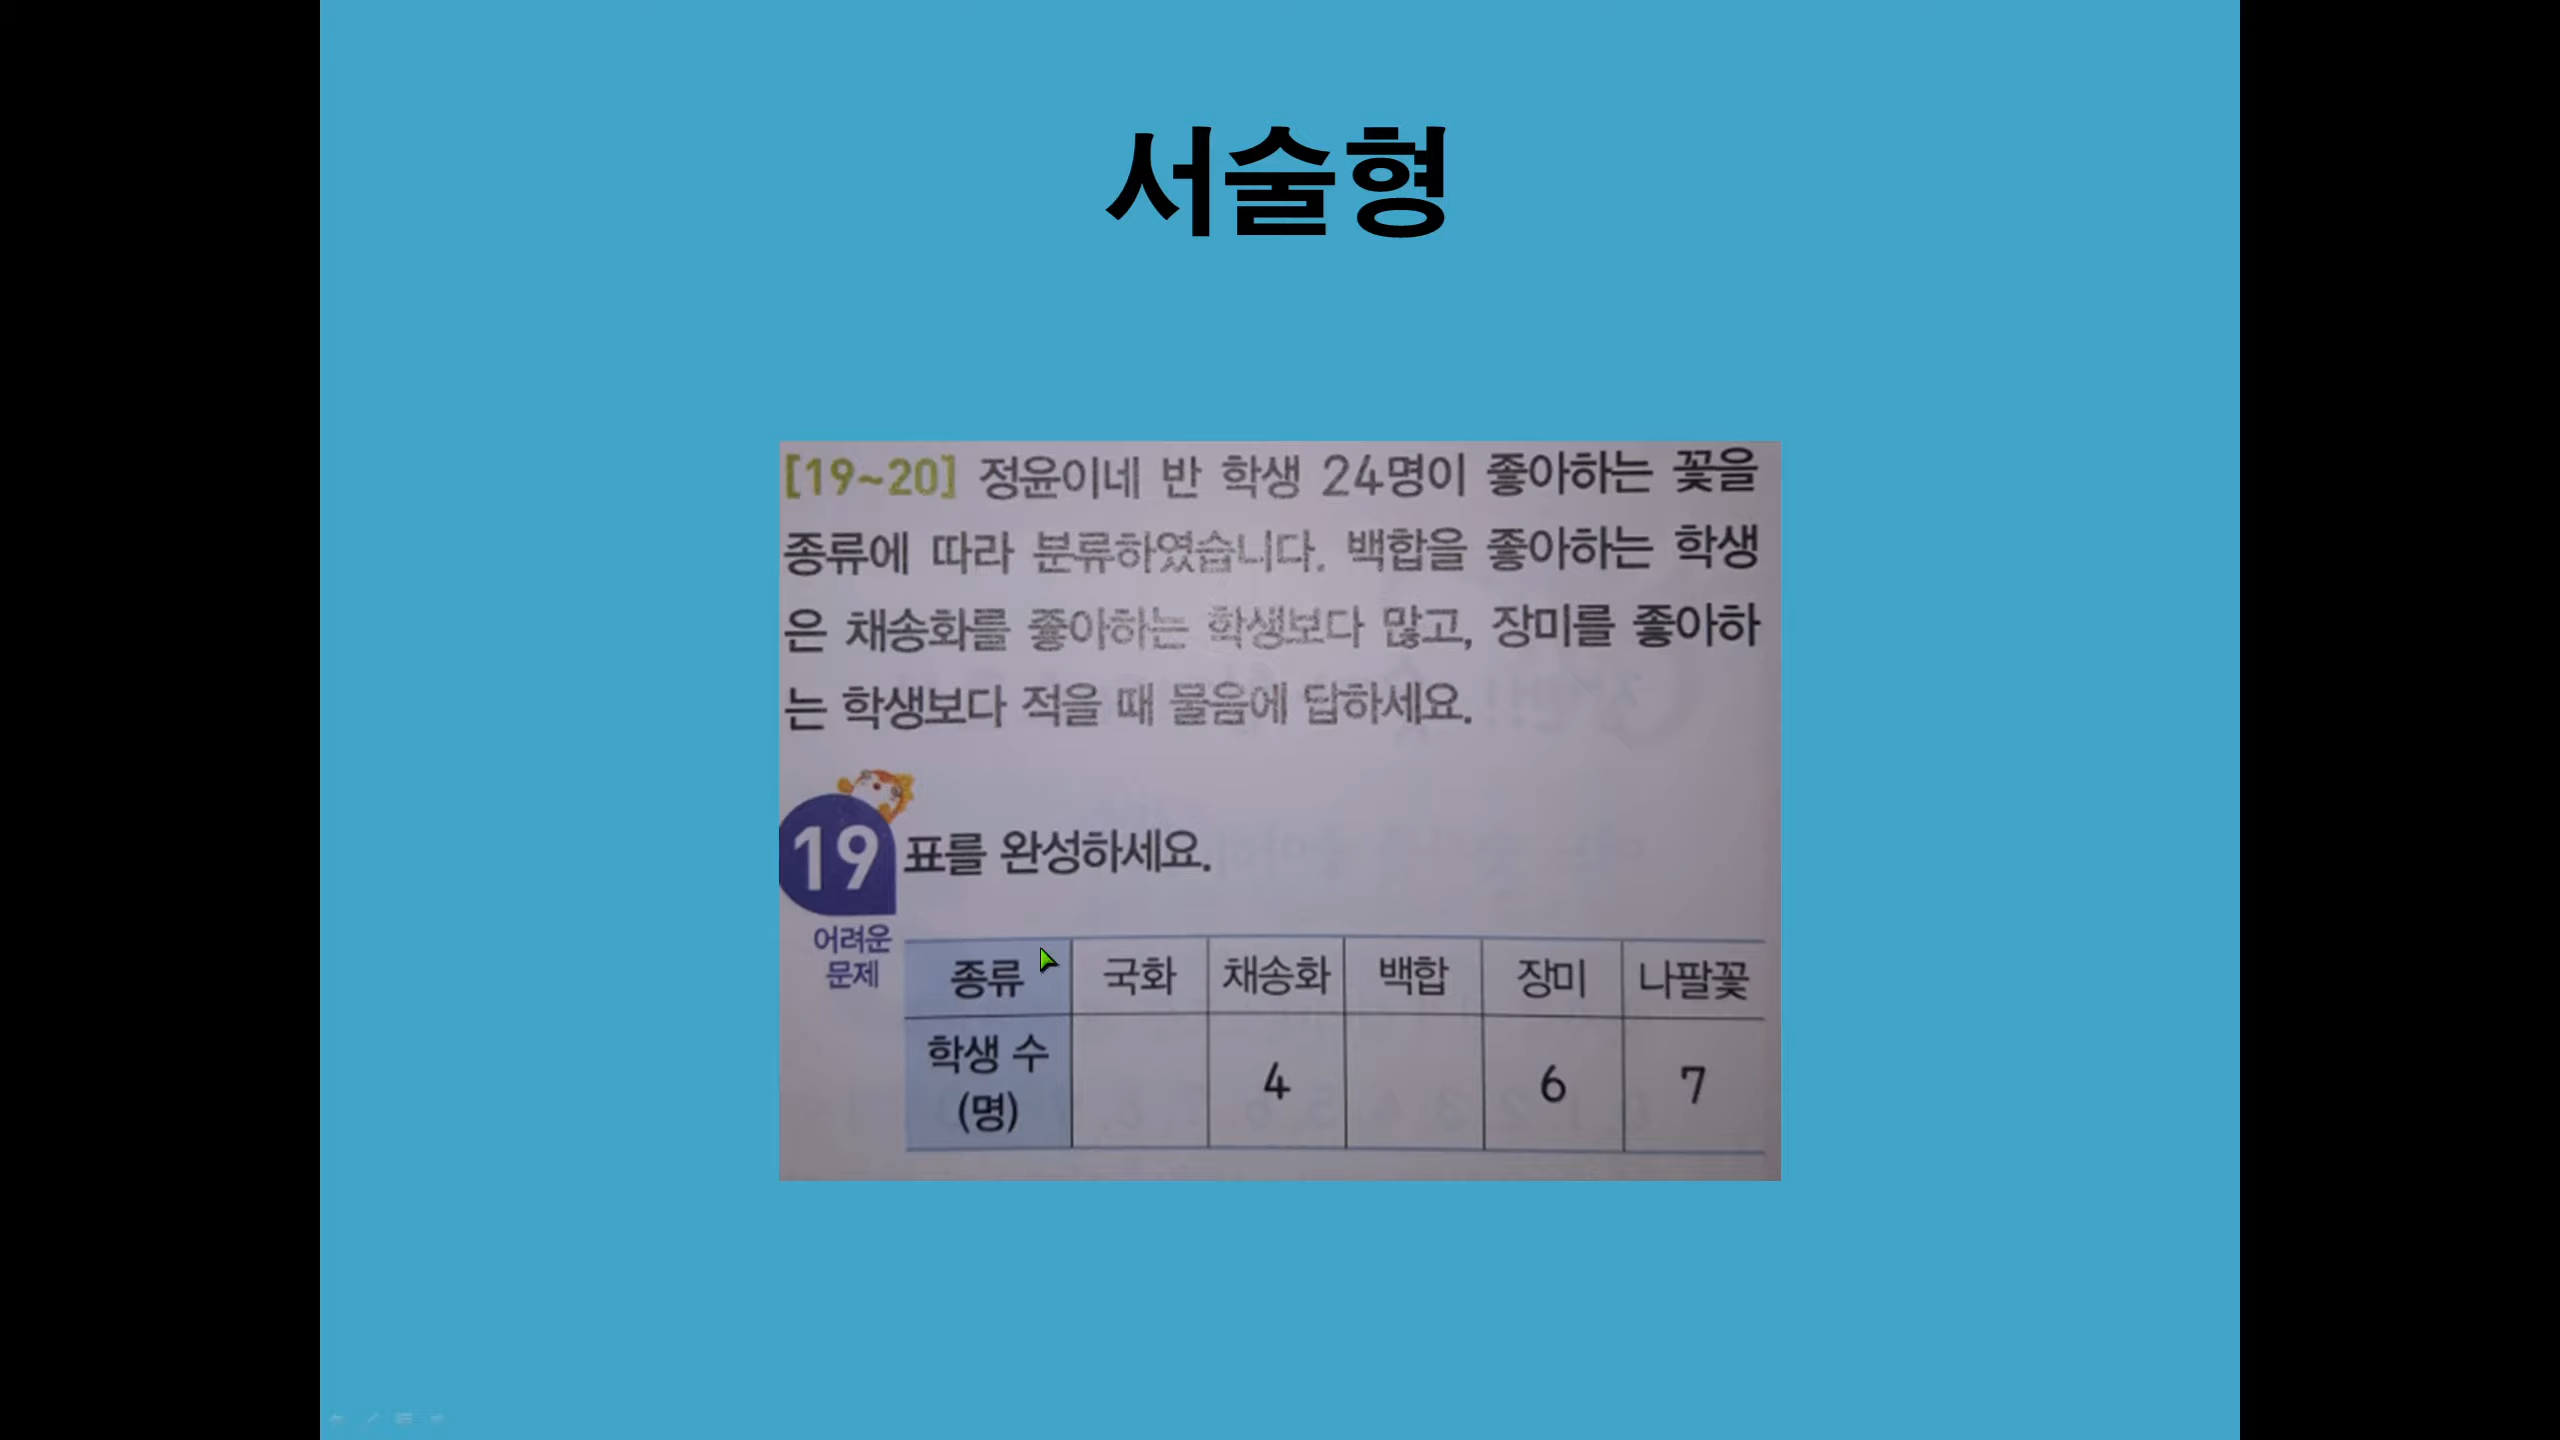 서술형
[19~20] 정윤이네 반 학생 24명이 좋아하는 꽃을
종류에 따라 분류하였습니다. 백합을 좋아하는 학생
은 채송화를 좋아하는 학생보다 많고, 장미를 좋아하
는 학생보다 적을 때 물음에 답하세요.
19 표를 완성하세요.
어려운
문제
종류 국화 채송화 백합 장미 나팔꽃
학생 수
(명) 4 6 7